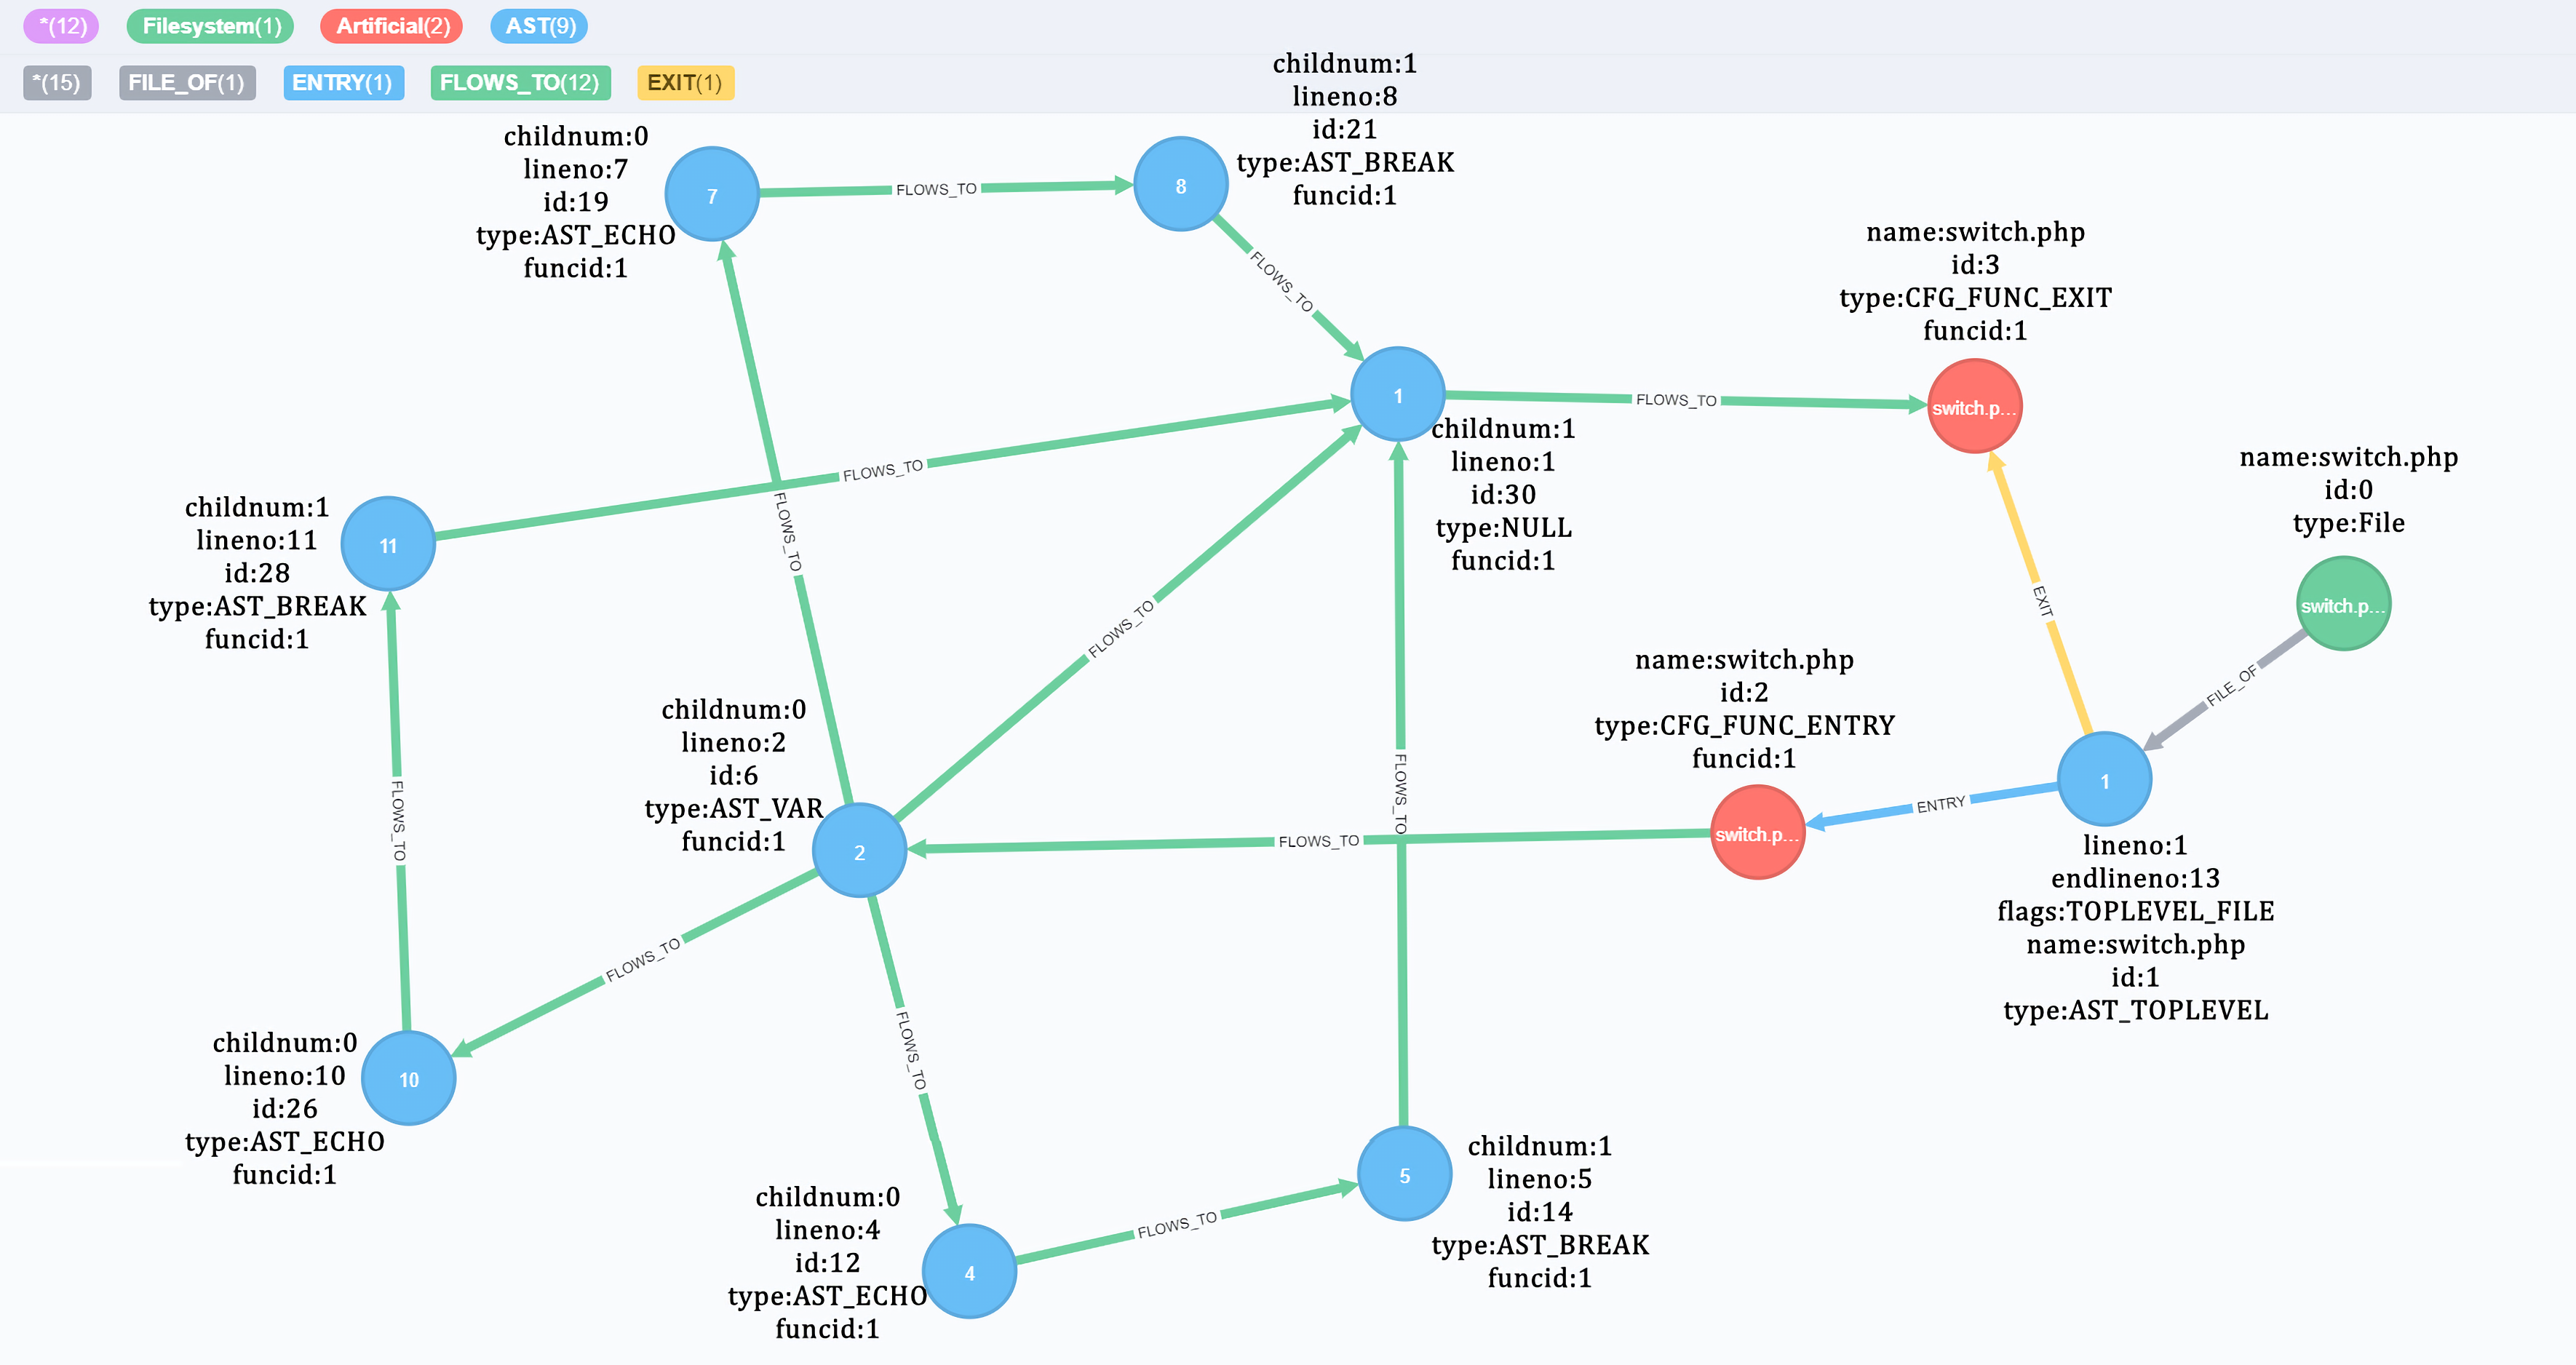 *(12) Filesystem(1) Artificial(2) AST(9)
*(15) FILE_OF(1) ENTRY(1) FLOWS_TO(12) EXIT(1)
childnum:1
lineno:8
id:21
type:AST_BREAK
funcid:1
childnum:0
lineno:7
id:19
type:AST_ECHO
funcid:1
7
FLOWS_TO
8
FLOWS_TO
name:switch.php
id:3
type:CFG_FUNC_EXIT
funcid:1
1
FLOWS_TO
switch.p...
childnum:1
lineno:1
id:30
type:NULL
funcid:1
name:switch.php
id:0
type:File
switch.p...
FLOWS_TO
FLOWS_TO
childnum:1
lineno:11
id:28
type:AST_BREAK
funcid:1
11
EXIT
FLOWS_TO
FILE_OF
name:switch.php
id:2
type:CFG_FUNC_ENTRY
funcid:1
switch.p...
ENTRY
1
childnum:0
lineno:2
id:6
type:AST_VAR
funcid:1
2
FLOWS_TO
FLOWS_TO
FLOWS_TO
lineno:1
endlineno:13
flags:TOPLEVEL_FILE
name:switch.php
id:1
type:AST_TOPLEVEL
FLOWS_TO
FLOWS_TO
childnum:0
lineno:10
id:26
type:AST_ECHO
funcid:1
10
childnum:0
lineno:4
id:12
type:AST_ECHO
funcid:1
4
FLOWS_TO
5
childnum:1
lineno:5
id:14
type:AST_BREAK
funcid:1